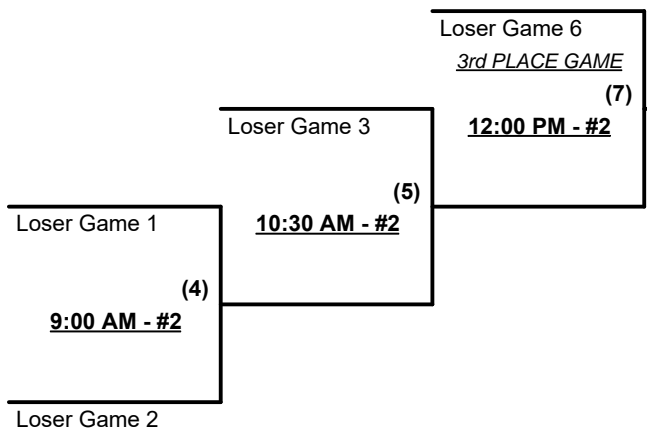 Loser Game 6
3rd PLACE GAME
(7)
Loser Game 3
12:00 PM - #2
(5)
Loser Game 1
10:30 AM - #2
(4)
9:00 AM - #2
Loser Game 2